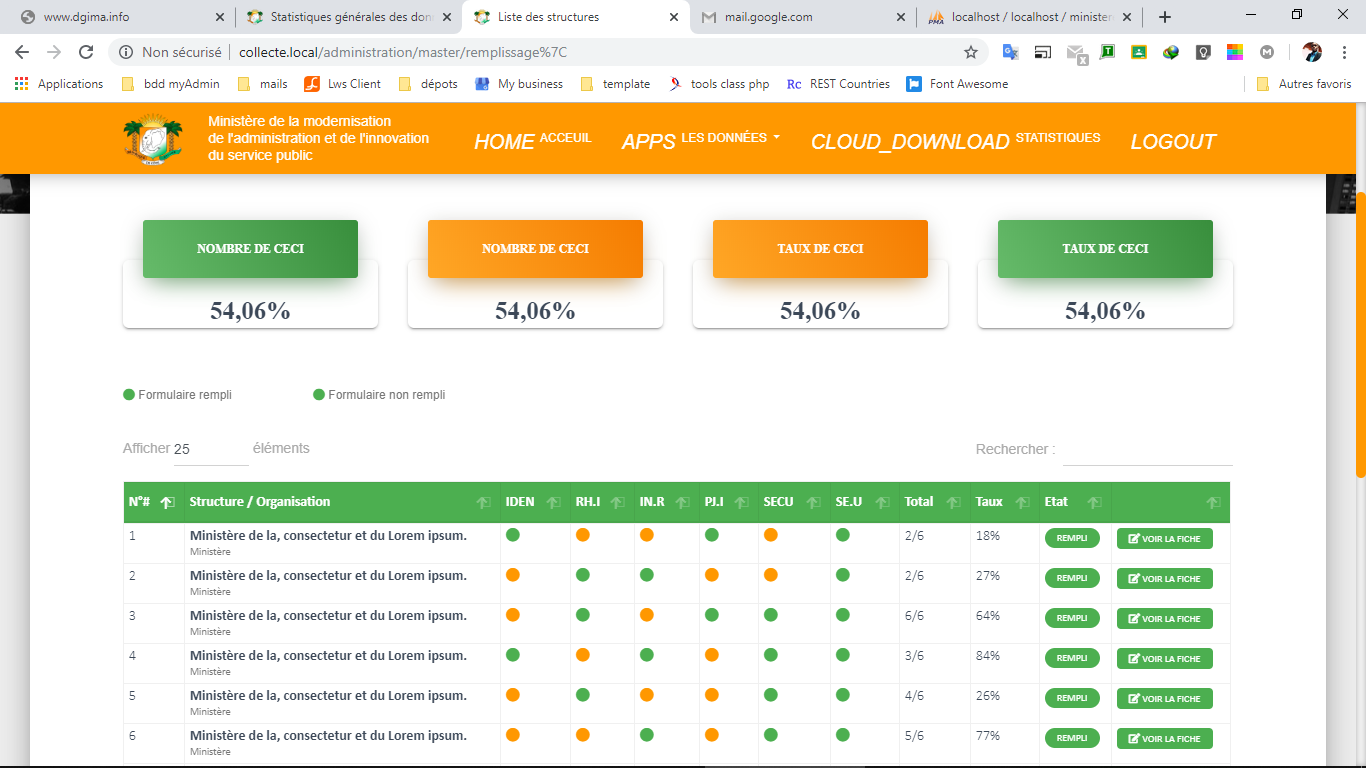 www.dgima.info
Statistiques générales des don
Liste des structures
mail.google.com
localhost / localhost / minister
Non sécurisé
collecte.local/administration/master/remplissage%7C
Applications
bdd myAdmin
mails
Lws Client
dépots
My business
template
tools class php
Rc REST Countries
Font Awesome
Autres favoris
Ministère de la modernisation
de l'administration et de l'innovation
du service public
HOME ACCEUIL
APPS LES DONNÉES
CLOUD_DOWNLOAD STATISTIQUES
LOGOUT
NOMBRE DE CECI
54,06%
NOMBRE DE CECI
54,06%
TAUX DE CECI
54,06%
TAUX DE CECI
54,06%
Formulaire rempli
Formulaire non rempli
Afficher 25 éléments
Rechercher :
N°# Structure / Organisation IDEN RH.I IN.R PJ.I SECU SE.U Total Taux Etat
1 Ministère de la, consectetur et du Lorem ipsum. 2/6 18% REMPLI VOIR LA FICHE
Ministère
2 Ministère de la, consectetur et du Lorem ipsum. 2/6 27% REMPLI VOIR LA FICHE
Ministère
3 Ministère de la, consectetur et du Lorem ipsum. 6/6 64% REMPLI VOIR LA FICHE
Ministère
4 Ministère de la, consectetur et du Lorem ipsum. 3/6 84% REMPLI VOIR LA FICHE
Ministère
5 Ministère de la, consectetur et du Lorem ipsum. 4/6 26% REMPLI VOIR LA FICHE
Ministère
6 Ministère de la, consectetur et du Lorem ipsum. 5/6 77% REMPLI VOIR LA FICHE
Ministère